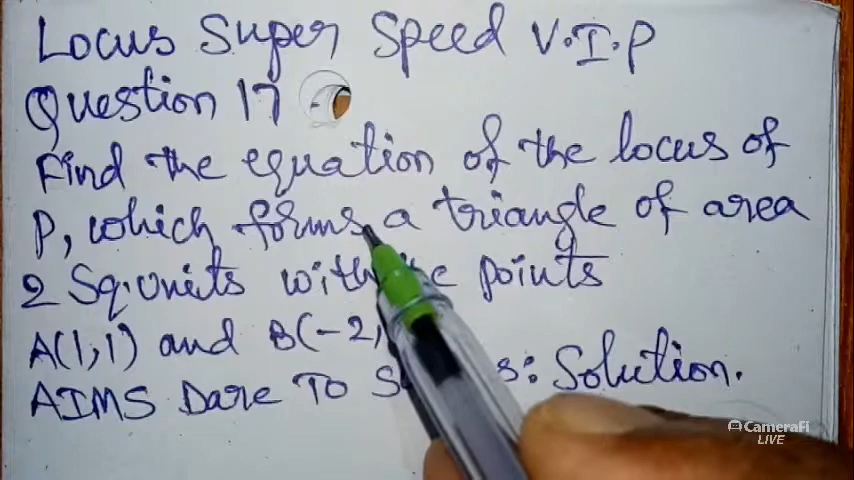 Locus Super Speed V.I.P
Question 17
Find the equation of the locus of
P, which forms a triangle of area
2 Sq.units with points
A(1,1) and B(-2,
AIMS Dare To : Solution.
CameraFi
LIVE